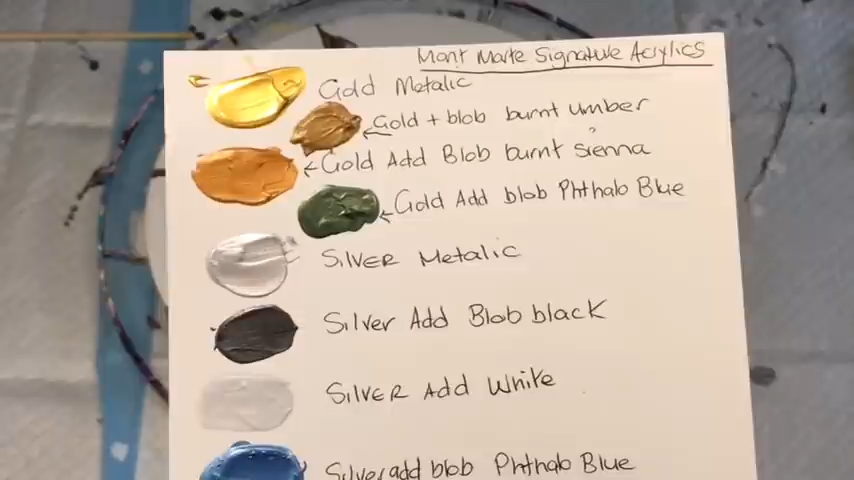 Mont Marte Signature Acrylics
Gold Metalic
Gold + blob burnt umber
Gold Add Blob burnt sienna
Gold Add blob Phthalo Blue
SILVER Metalic
Silver Add Blob black
SILVER Add White
Silver add blob Phthalo Blue